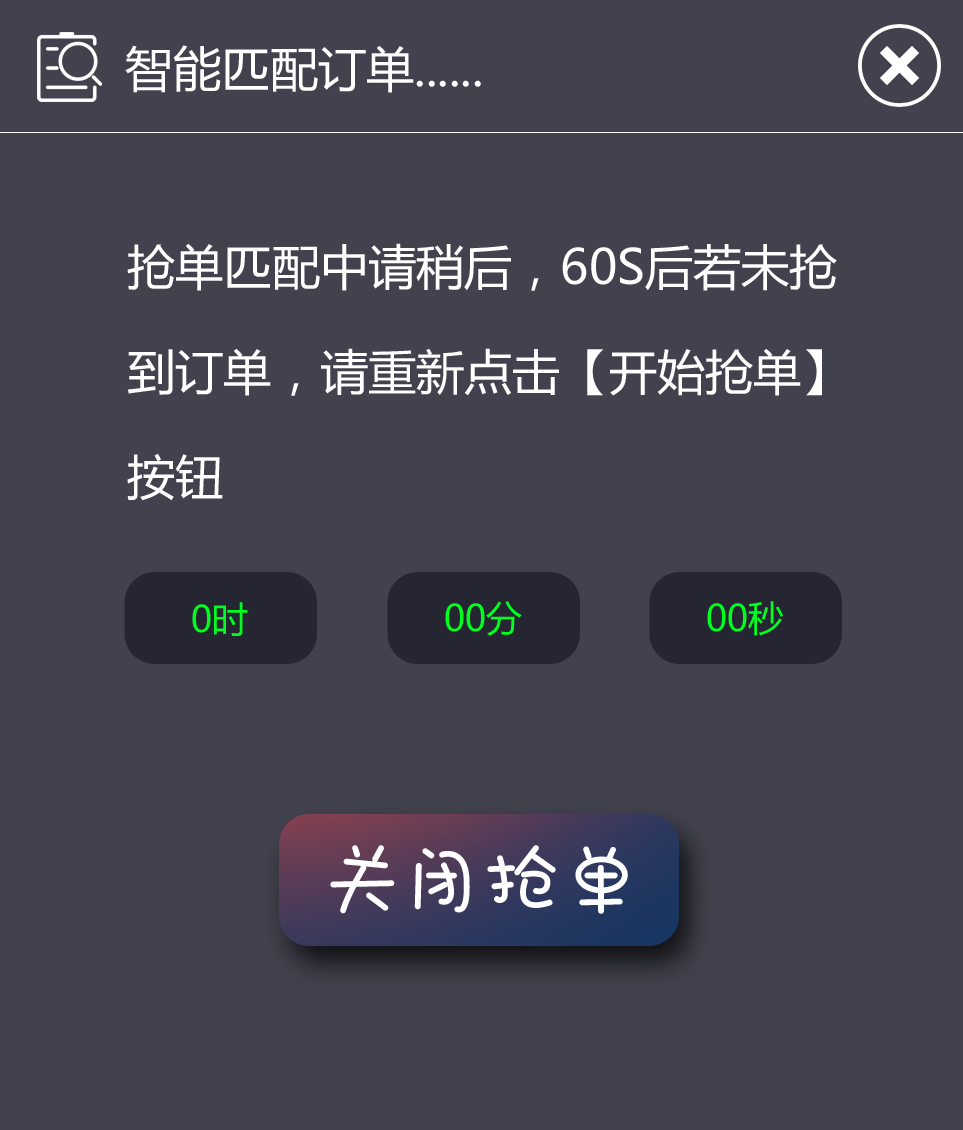 智能匹配订单......
抢单匹配中请稍后，60S后若未抢
到订单，请重新点击【开始抢单】
按钮
0时 00分 00秒
关闭抢单